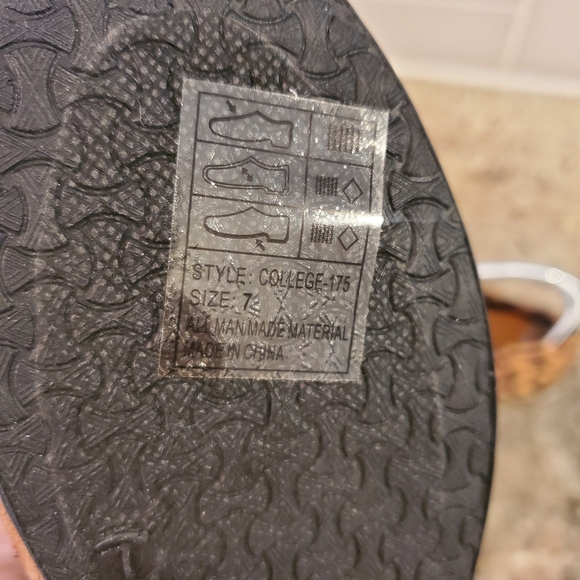 STYLE: COLLEGE-175
SIZE: 7
ALL MAN MADE MATERIAL
MADE IN CHINA